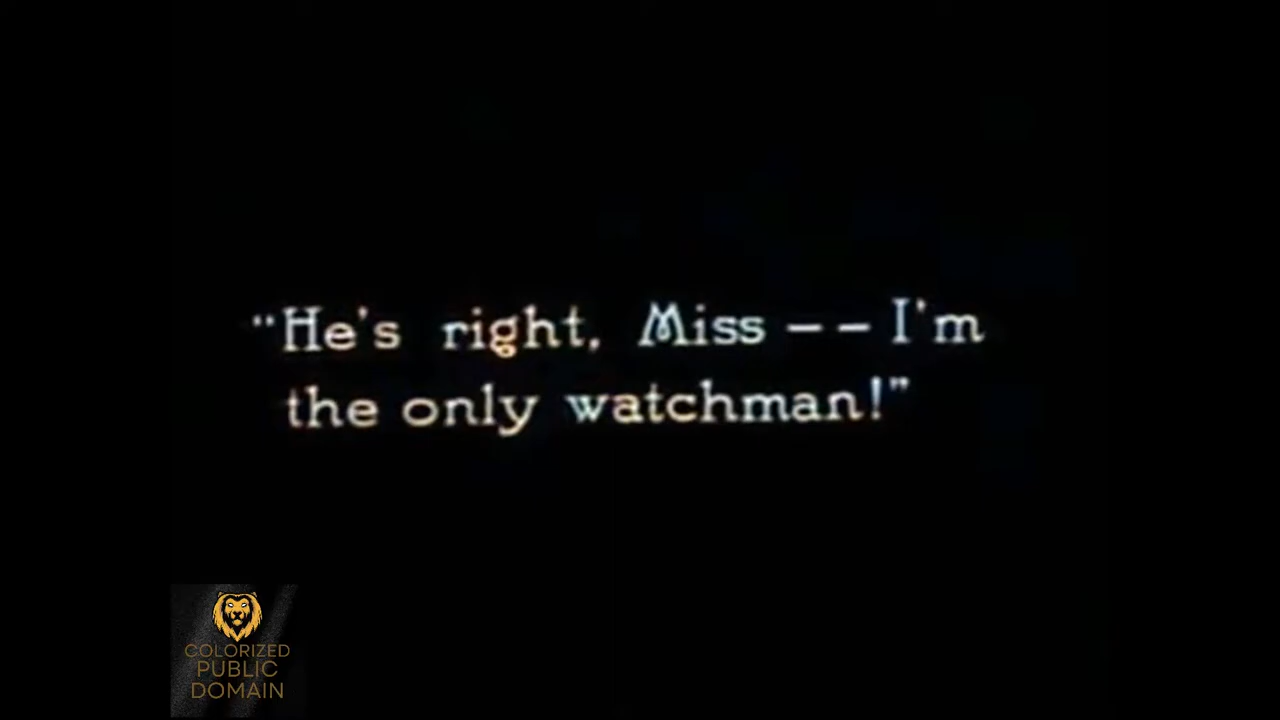 “He's right, Miss -- I'm
the only watchman!”
COLORIZED
PUBLIC
DOMAIN